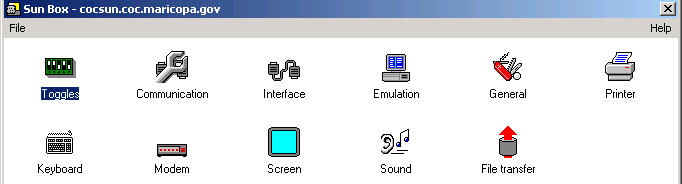 Sun Box - cocsun.coc.maricopa.gov
File Help
Toggles Communication Interface Emulation General Printer
Keyboard Modem Screen Sound File transfer